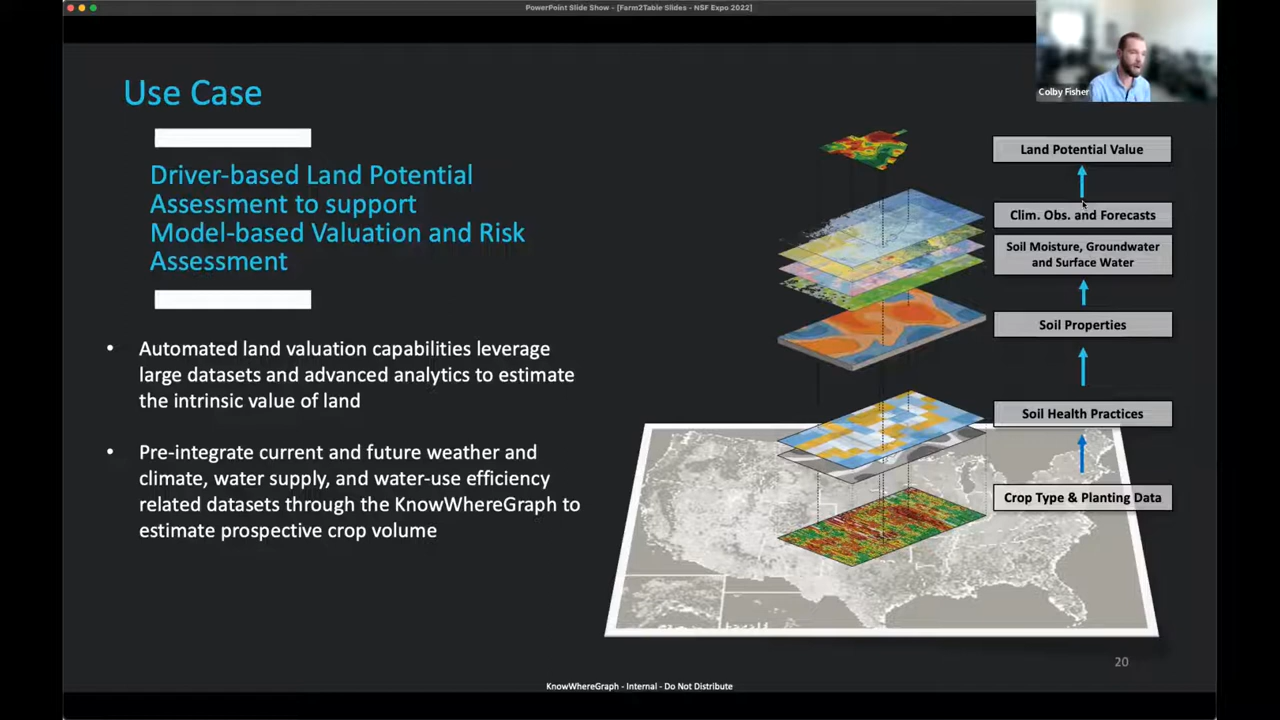 PowerPoint Slide Show - [Farm2Table Slides - NSF Expo 2022]
Colby Fisher
Use Case
Driver-based Land Potential
Assessment to support
Model-based Valuation and Risk
Assessment
• Automated land valuation capabilities leverage
large datasets and advanced analytics to estimate
the intrinsic value of land
• Pre-integrate current and future weather and
climate, water supply, and water-use efficiency
related datasets through the KnowWhereGraph to
estimate prospective crop volume
Land Potential Value
Clim. Obs. and Forecasts
Soil Moisture, Groundwater
and Surface Water
Soil Properties
Soil Health Practices
Crop Type & Planting Data
20
KnowWhereGraph - Internal - Do Not Distribute